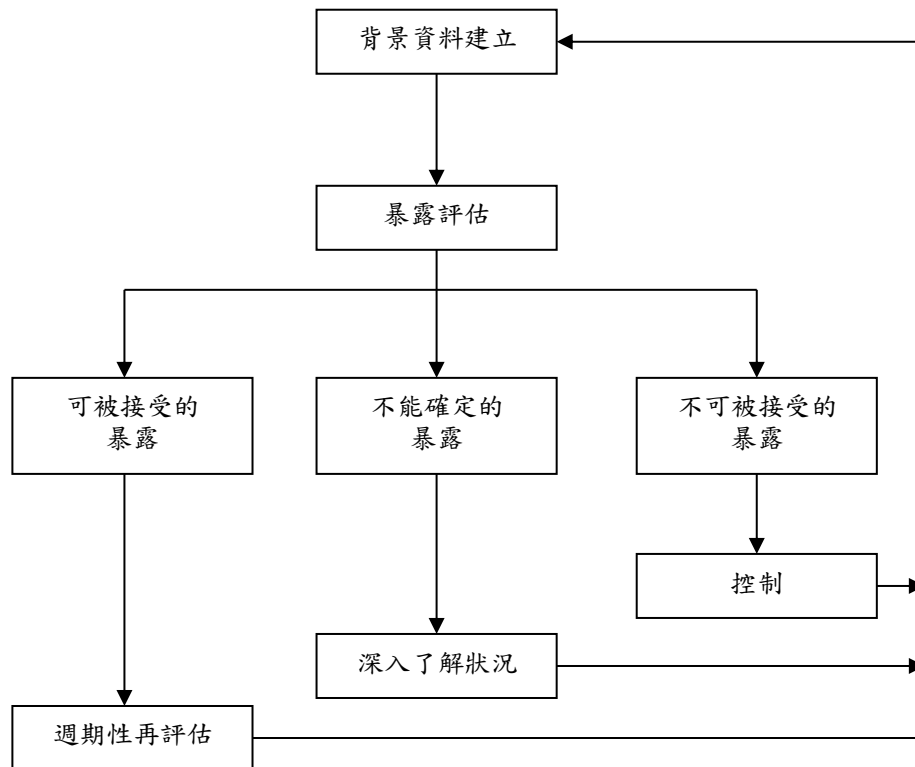 背景資料建立
暴露評估
可被接受的
暴露
不能確定的
暴露
不可被接受的
暴露
控制
深入了解狀況
週期性再評估